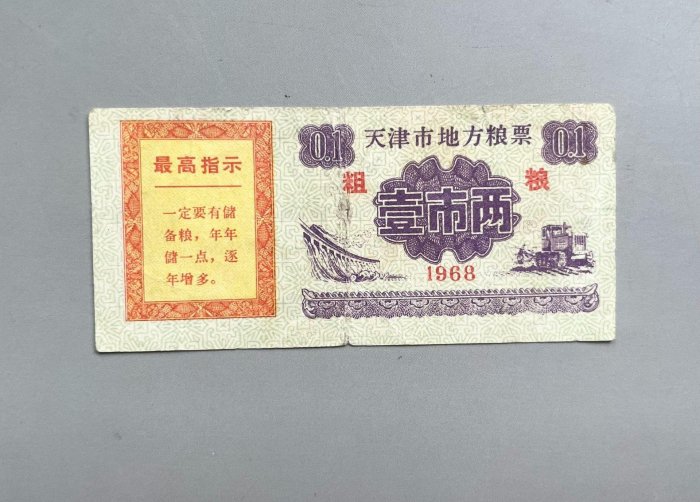 最高指示
一定要有储
备粮，年年
储一点，逐
年增多。
0.1 天津市地方粮票 0.1
粗 粮
壹市两
1968